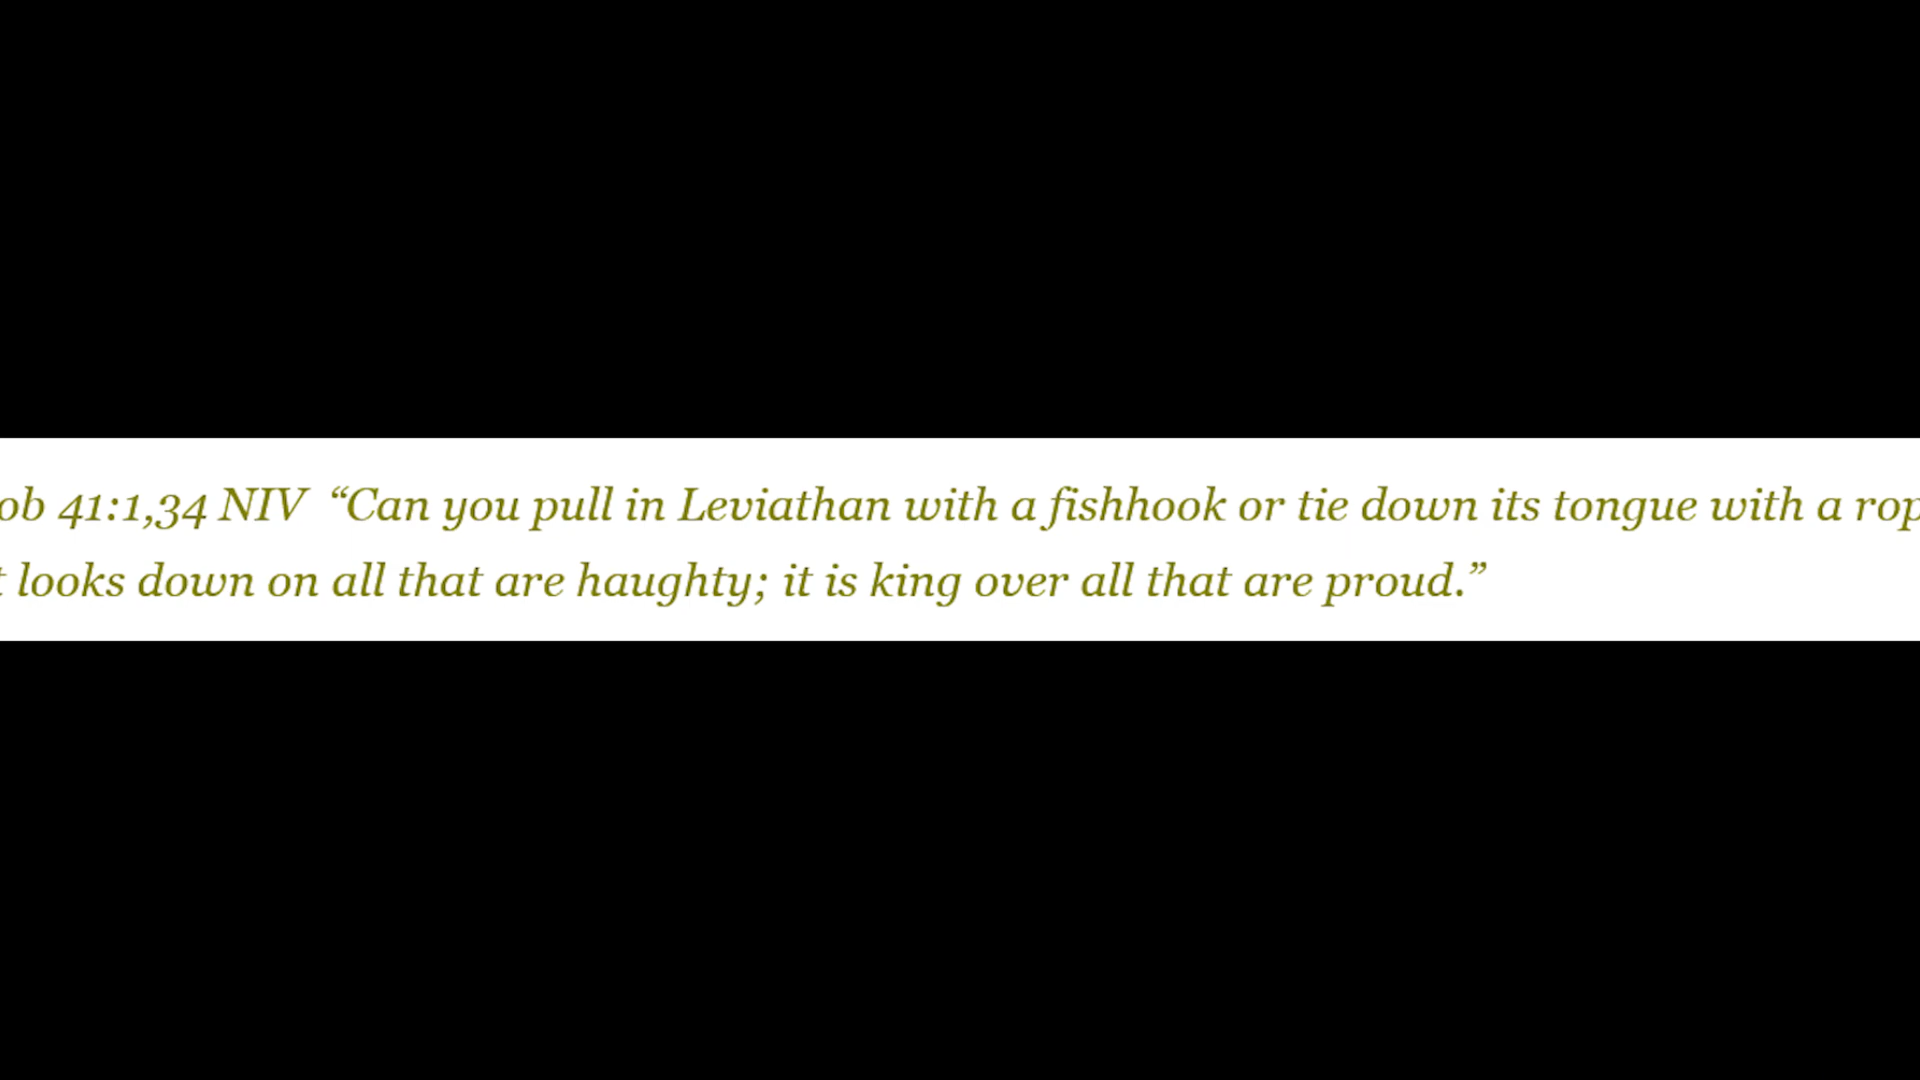 ob 41:1,34 NIV “Can you pull in Leviathan with a fishhook or tie down its tongue with a rop
t looks down on all that are haughty; it is king over all that are proud.”